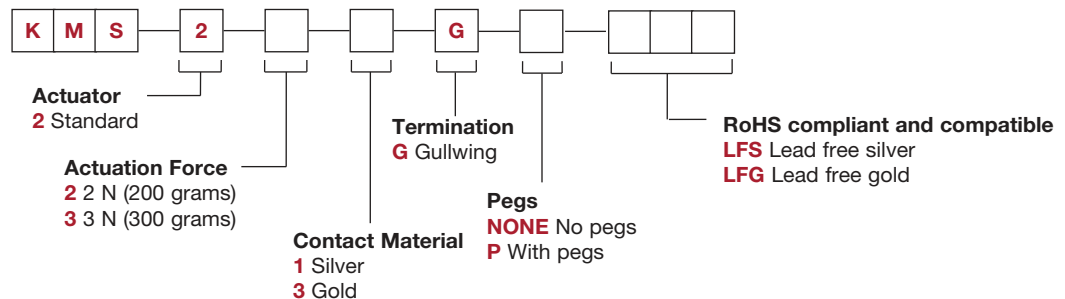 K M S 2 G
Actuator
2 Standard
Actuation Force
2 2 N (200 grams)
3 3 N (300 grams)
Contact Material
1 Silver
3 Gold
Termination
G Gullwing
Pegs
NONE No pegs
P With pegs
RoHS compliant and compatible
LFS Lead free silver
LFG Lead free gold